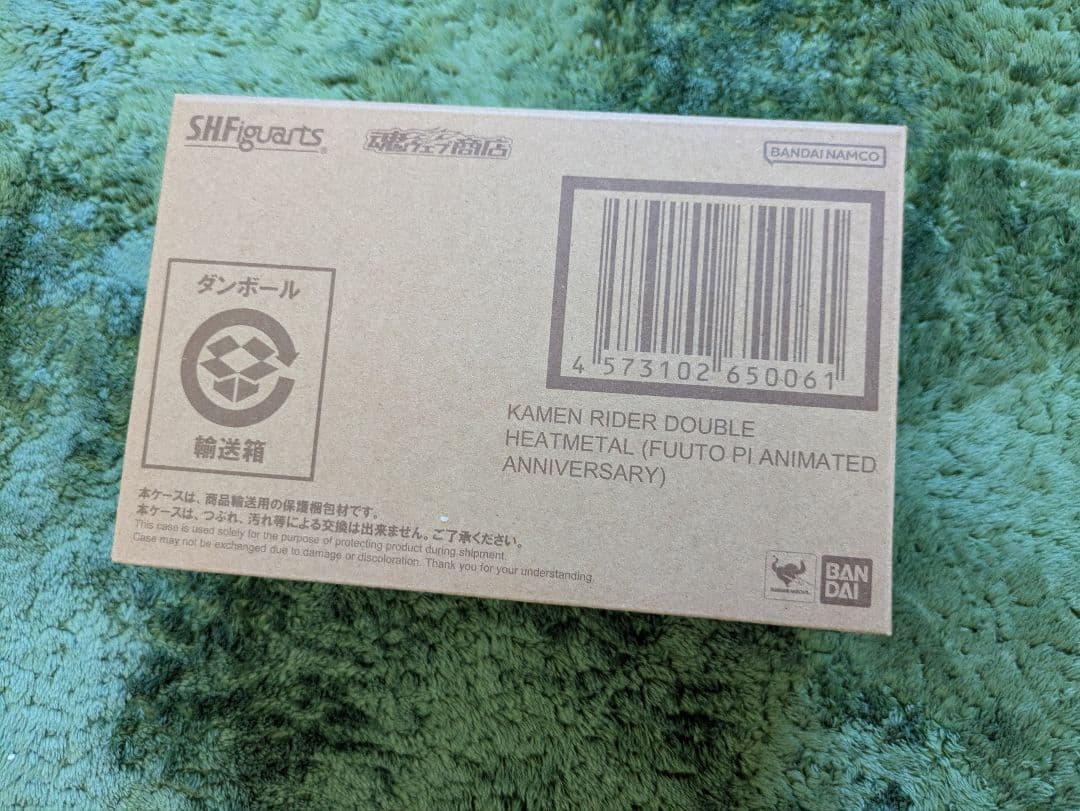 S.H.Figuarts
魂ウェブ商店
BANDAI NAMCO
ダンボール
輸送箱
4 573102 650061
KAMEN RIDER DOUBLE
HEATMETAL (FUUTO PI ANIMATED
ANNIVERSARY)
本ケースは、商品輸送用の保護梱包材です。
本ケースは、つぶれ、汚れ等による交換は出来ません。ご了承ください。
This case is used solely for the purpose of protecting product during shipment.
Case may not be exchanged due to damage or discoloration. Thank you for your understanding.
BAN
DAI